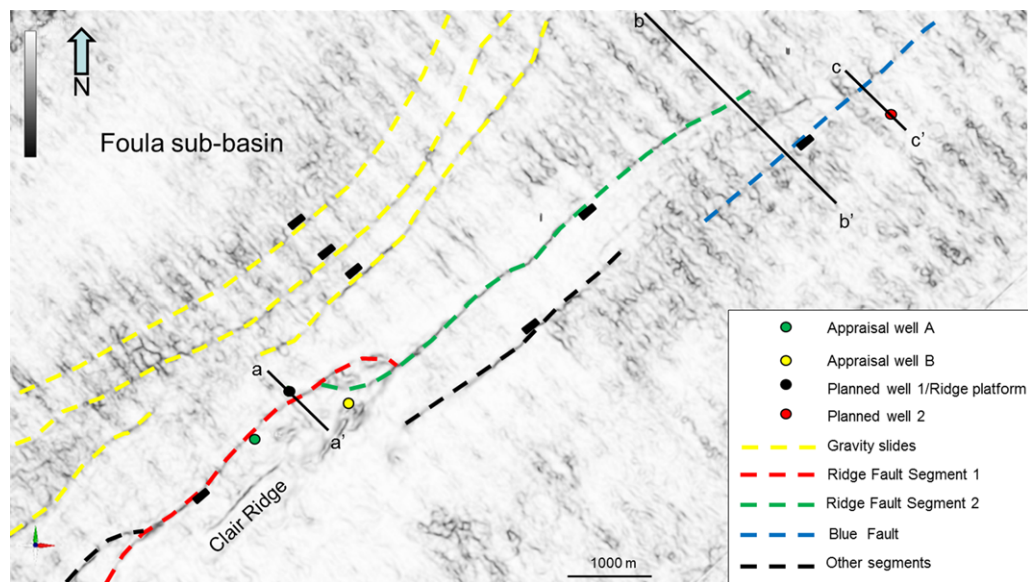 N
Foula sub-basin
b
b'
c
c'
a
a'
Clair Ridge
1000 m
Appraisal well A
Appraisal well B
Planned well 1/Ridge platform
Planned well 2
Gravity slides
Ridge Fault Segment 1
Ridge Fault Segment 2
Blue Fault
Other segments